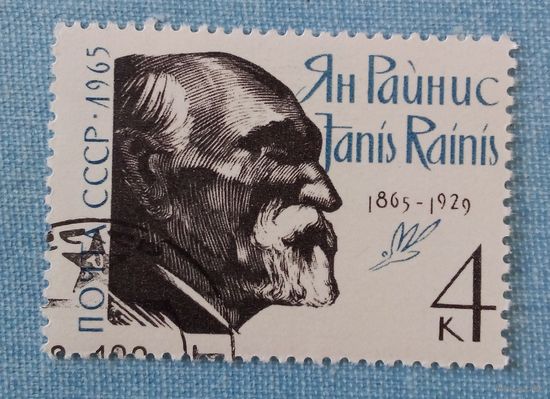 ПОЧТА СССР · 1965
Ян Райнис
Janis Rainis
1865-1929
4
К